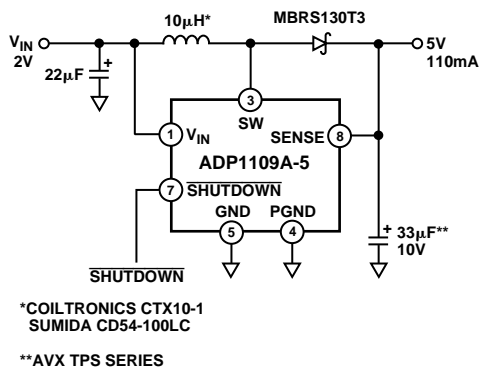 10µH*
MBRS130T3
V_IN
2V
5V
110mA
22µF
+
3
SW
1
V_IN
SENSE
8
ADP1109A-5
7
SHUTDOWN
GND
PGND
5
4
+
33µF**
10V
SHUTDOWN
*COILTRONICS CTX10-1
SUMIDA CD54-100LC
**AVX TPS SERIES